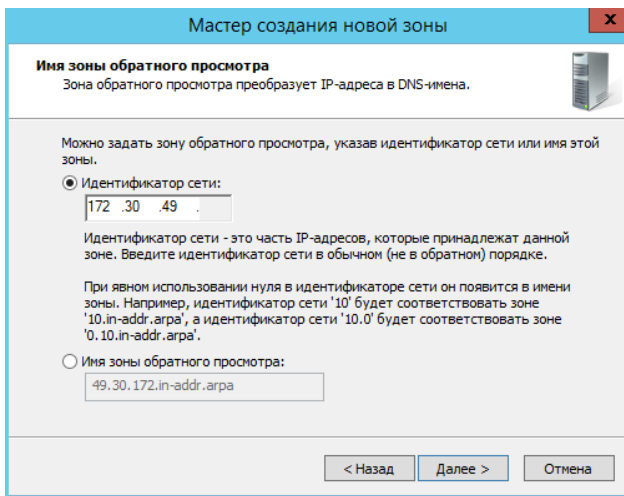 Мастер создания новой зоны
x
Имя зоны обратного просмотра
Зона обратного просмотра преобразует IP-адреса в DNS-имена.
Можно задать зону обратного просмотра, указав идентификатор сети или имя этой
зоны.
Идентификатор сети:
172 .30 .49 .
Идентификатор сети - это часть IP-адресов, которые принадлежат данной
зоне. Введите идентификатор сети в обычном (не в обратном) порядке.
При явном использовании нуля в идентификаторе сети он появится в имени
зоны. Например, идентификатор сети '10' будет соответствовать зоне
'10.in-addr.arpa', а идентификатор сети '10.0' будет соответствовать зоне
'0.10.in-addr.arpa'.
Имя зоны обратного просмотра:
49.30.172.in-addr.arpa
< Назад Далее > Отмена